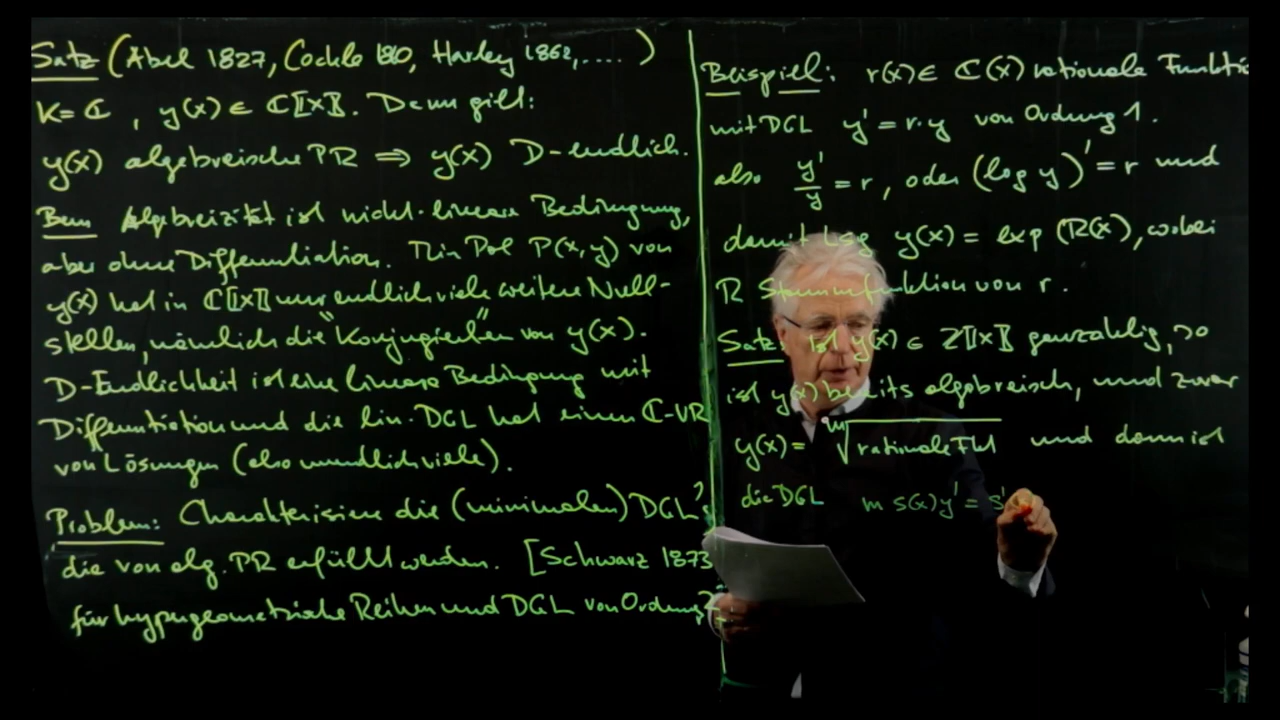 Satz (Abel 1827, Cockle 1860, Harley 1862, .... )
K = ℂ , y(x) ∈ ℂ⟦x⟧. Dann gilt:
y(x) algebraische PR ⟹ y(x) D-endlich.
Bem Algebraizität ist nicht-lineare Bedingung,
aber ohne Differentiation. Min Pol P(x,y) von
y(x) hat in ℂ⟦x⟧ nur endlich viele weitere Null-
stellen, nämlich die "Konjugierten" von y(x).
D-Endlichkeit ist eine lineare Bedingung mit
Differentiation und die lin. DGL hat einen ℂ-VR
von Lösungen (also unendlich viele).
Problem: Charakterisiere die (minimalen) DGL's
die von alg. PR erfüllt werden. [Schwarz 1873
für hypergeometrische Reihen und DGL von Ordnung 2
Beispiel: r(x) ∈ ℂ(x) rationale Funktio
mit DGL y' = r·y von Ordnung 1.
also y'/y = r, oder (log y)' = r und
damit Lsg y(x) = exp (R(x)), wobei
R Stammfunktion von r.
Satz: Ist y(x) ∈ ℤ⟦x⟧ ganzzahlig, so
ist y(x) bereits algebraisch, und zwar
y(x) = ᵐ√rationale Fkt und dann ist
die DGL m s(x) y' = s'